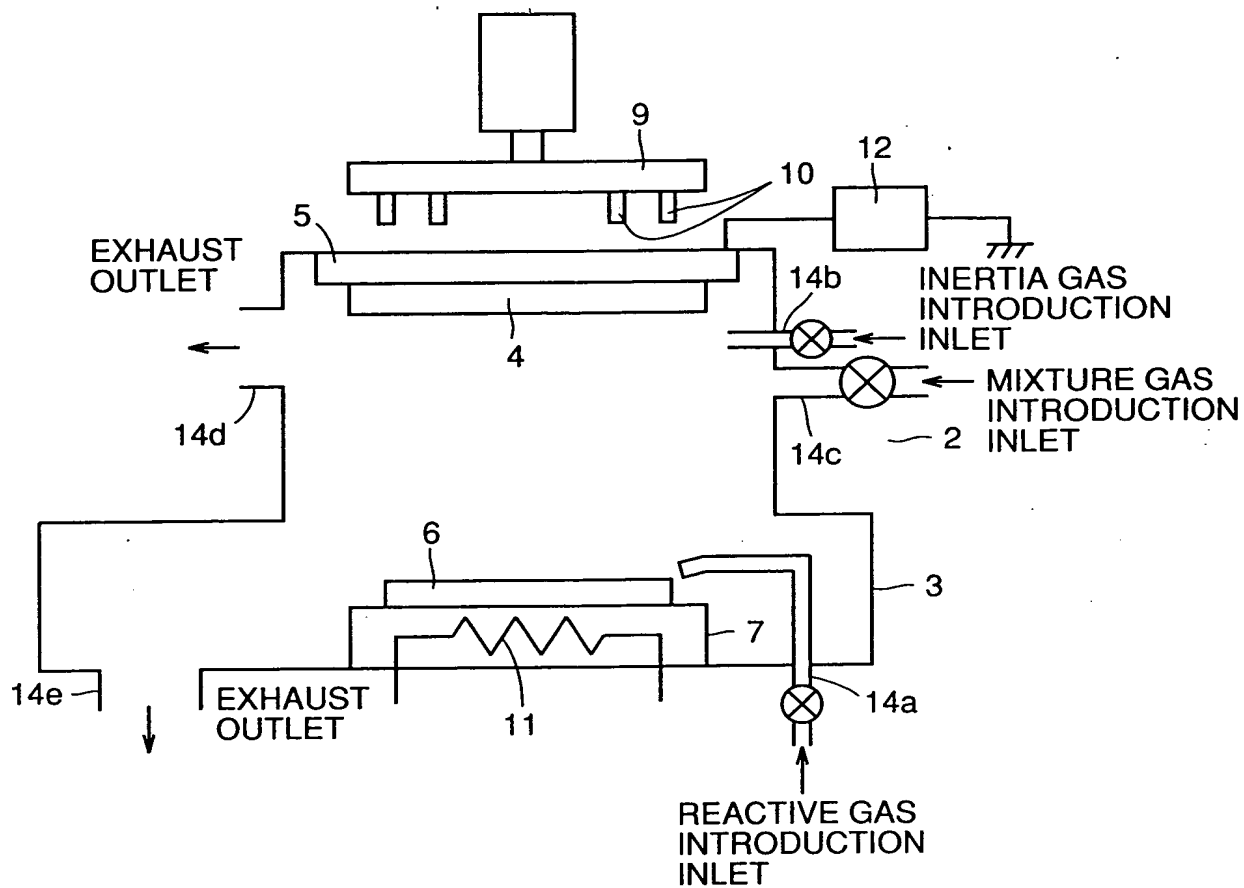 9
12
10
5
EXHAUST
OUTLET
14b
INERTIA GAS
INTRODUCTION
INLET
4
MIXTURE GAS
INTRODUCTION
INLET
14d
14c
2
6
3
7
14e
EXHAUST
OUTLET
11
14a
REACTIVE GAS
INTRODUCTION
INLET